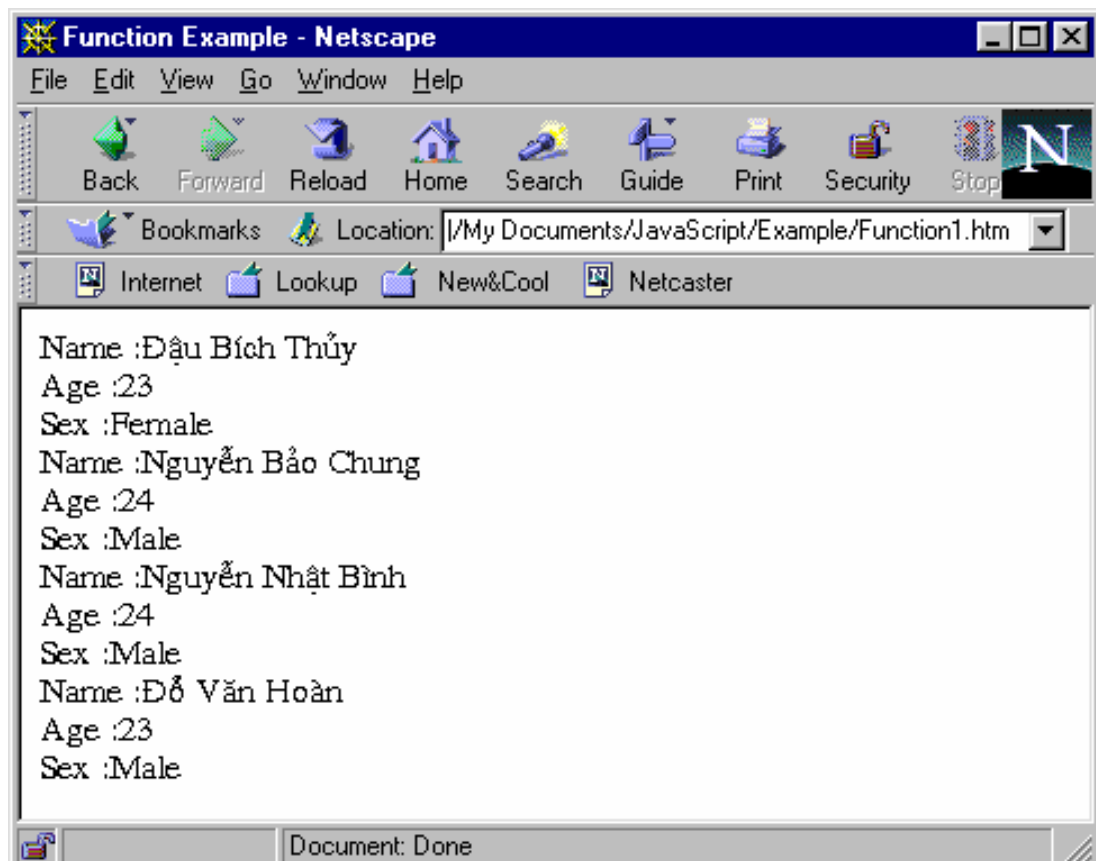 Function Example - Netscape
File Edit View Go Window Help
Back Forward Reload Home Search Guide Print Security Stop N
Bookmarks Location: |/My Documents/JavaScript/Example/Function1.htm
Internet Lookup New&Cool Netcaster
Name :Đậu Bích Thủy
Age :23
Sex :Female
Name :Nguyễn Bảo Chung
Age :24
Sex :Male
Name :Nguyễn Nhật Bình
Age :24
Sex :Male
Name :Đỗ Văn Hoàn
Age :23
Sex :Male
Document: Done